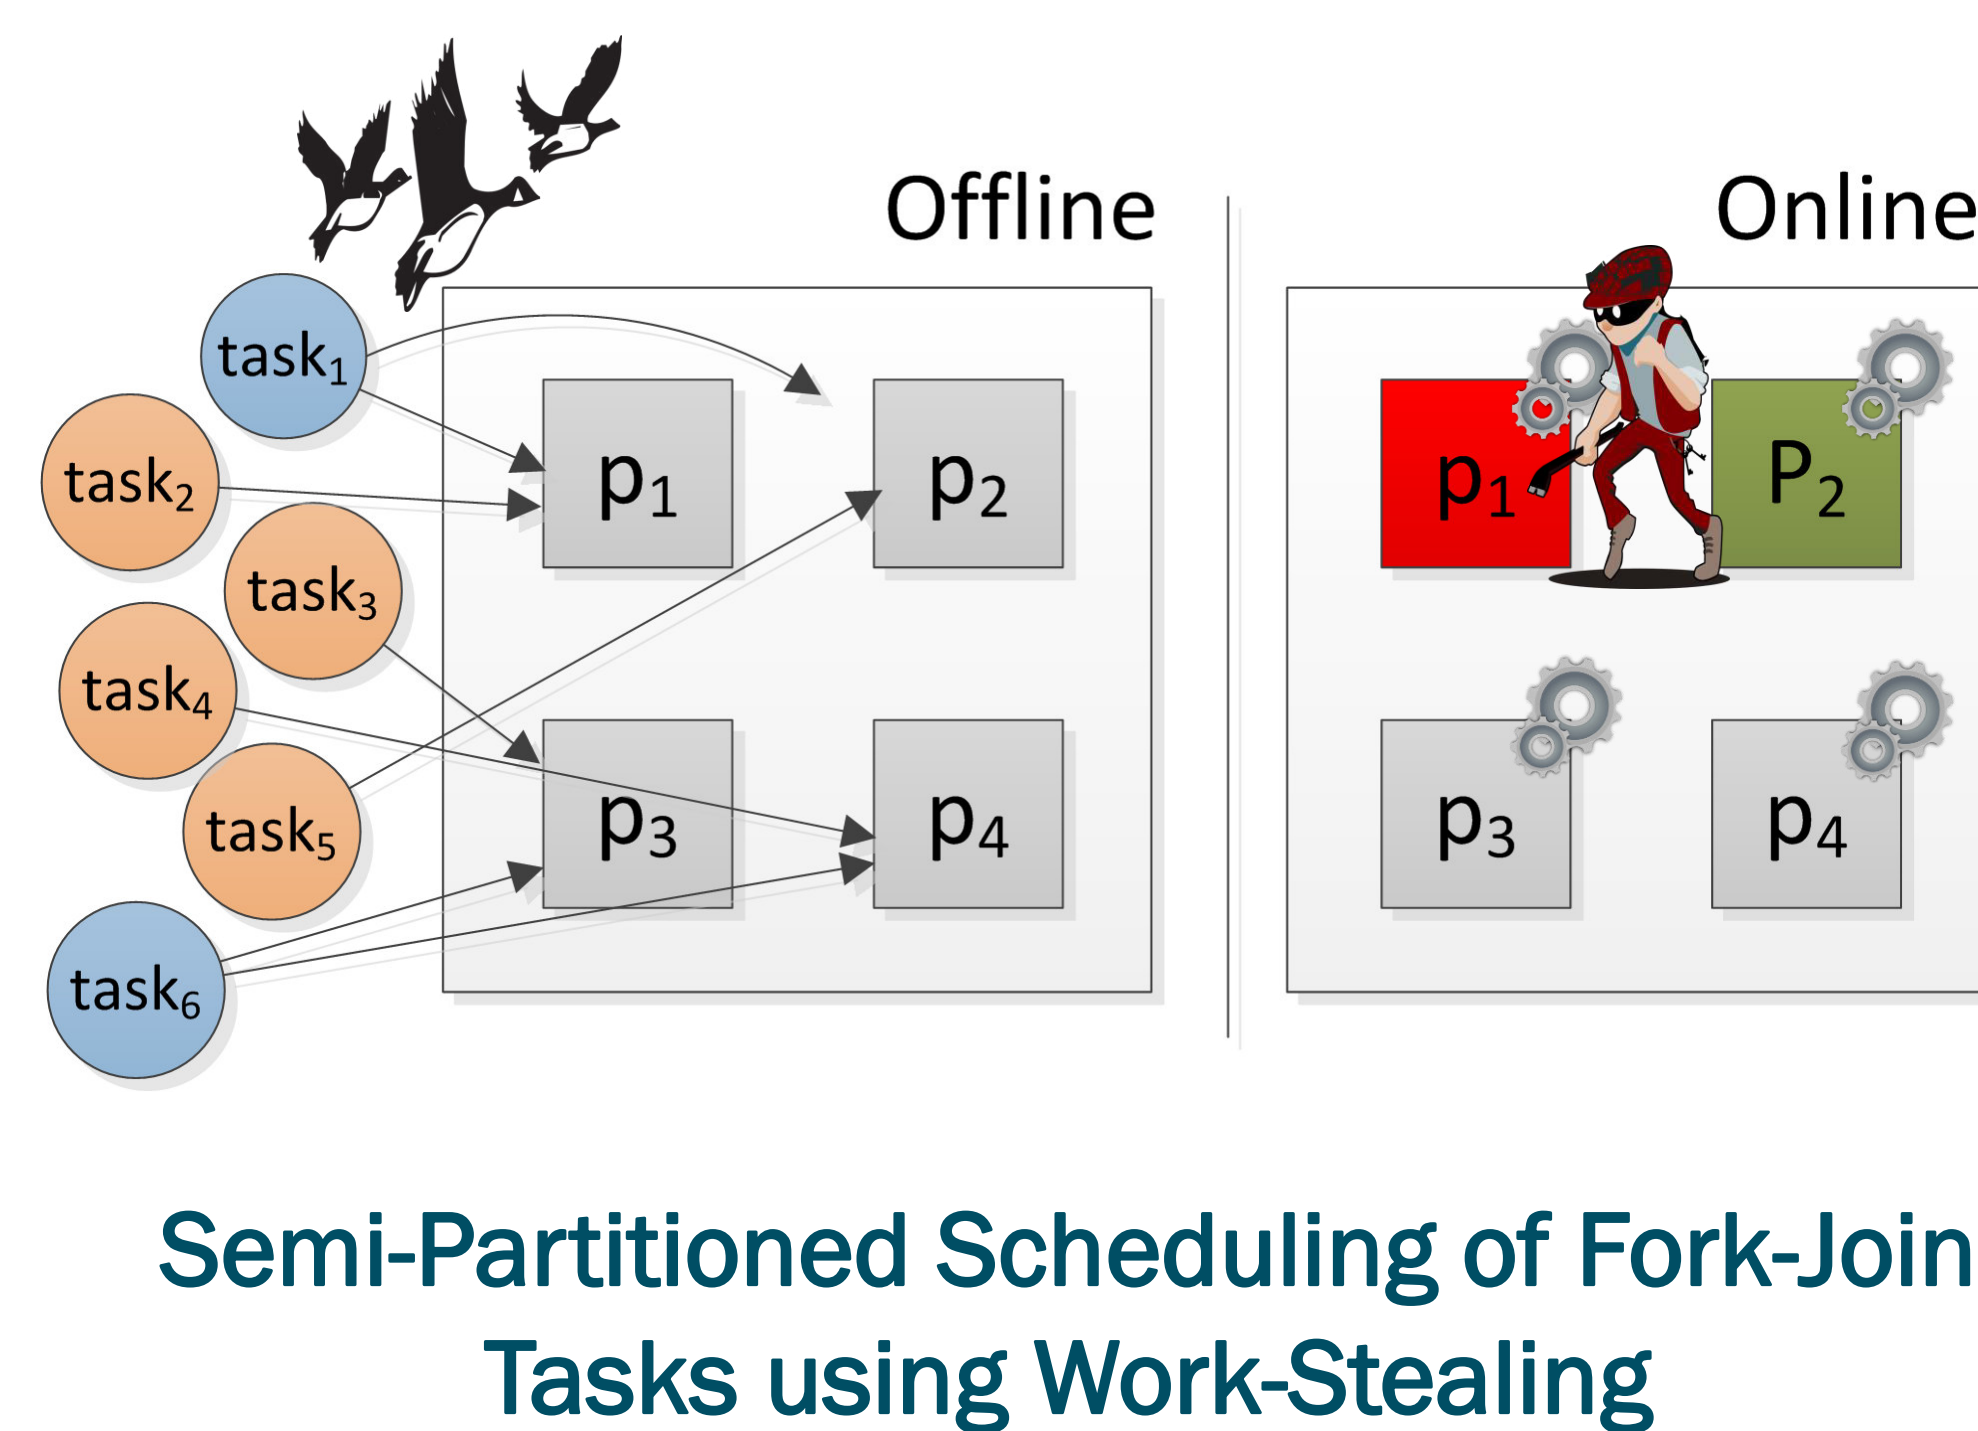 Offline
Online
task1
task2
task3
task4
task5
task6
p1
p2
p3
p4
p1
P2
p3
p4
Semi-Partitioned Scheduling of Fork-Join
Tasks using Work-Stealing